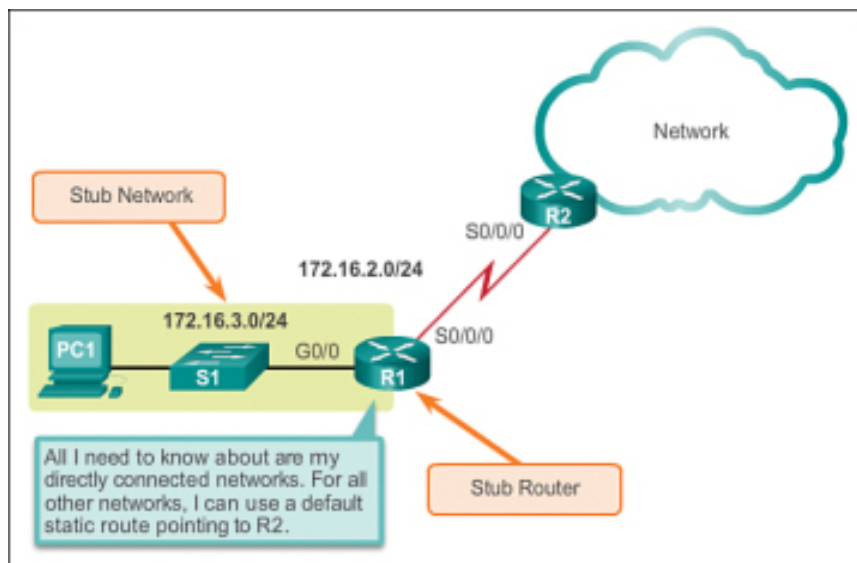 Network
Stub Network
R2
S0/0/0
172.16.2.0/24
172.16.3.0/24
S0/0/0
PC1
G0/0
S1
R1
All I need to know about are my
directly connected networks. For all
other networks, I can use a default
static route pointing to R2.
Stub Router